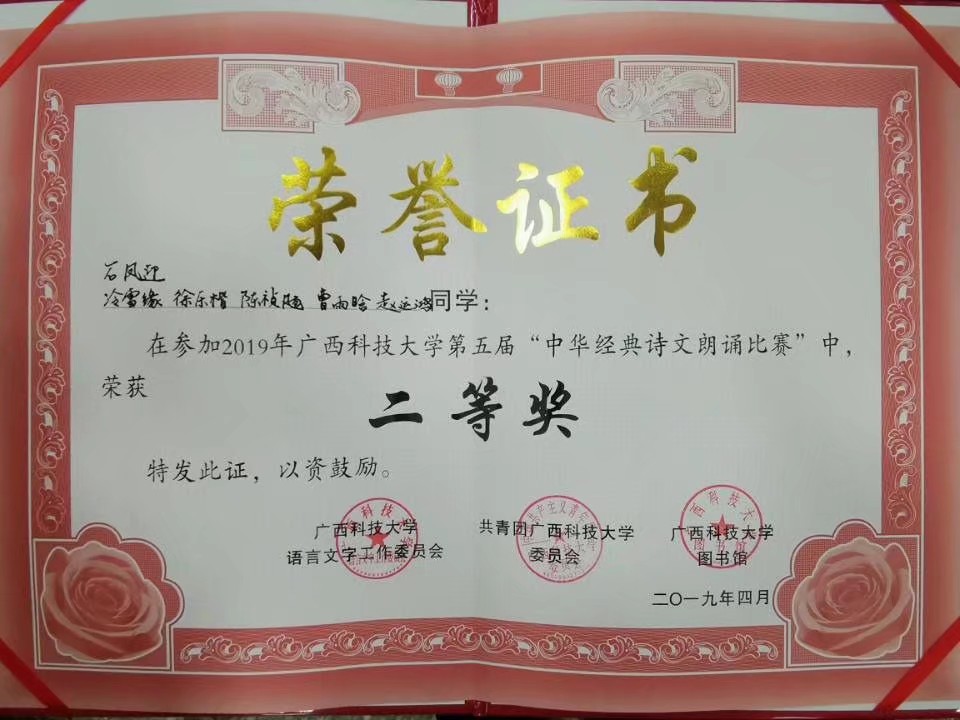 荣誉证书
石凤迎
冷雪缘 徐乐楷 陈祯 曹雨晗 赵运鸿同学：
在参加2019年广西科技大学第五届“中华经典诗文朗诵比赛”中，
荣获
二等奖
特发此证，以资鼓励。
广西科技大学 共青团广西科技大学 广西科技大学
语言文字工作委员会 委员会 图书馆
二〇一九年四月